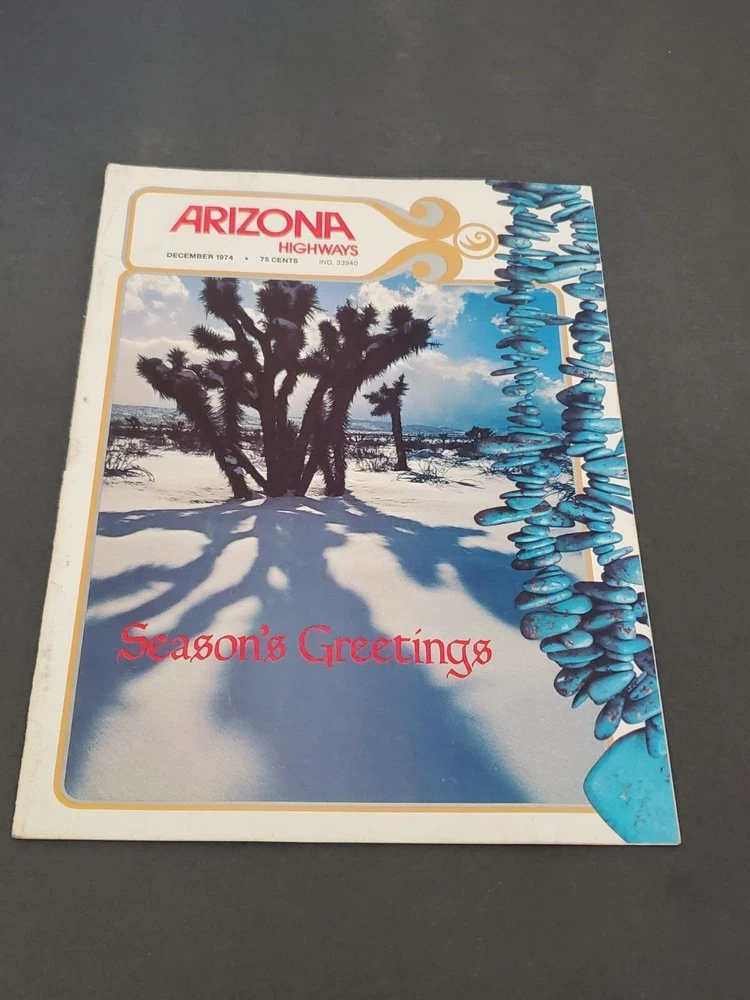 ARIZONA
HIGHWAYS
DECEMBER 1974 • 75 CENTS IND. 33940
Season's Greetings